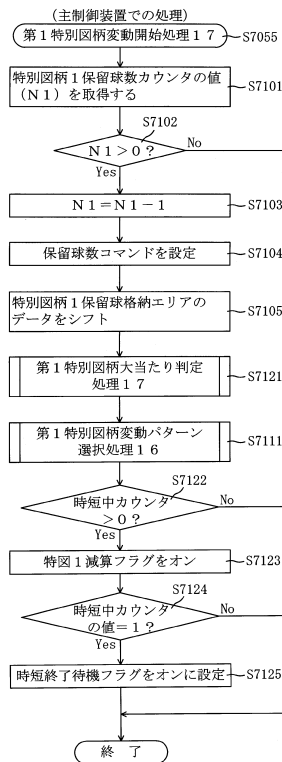 (主制御装置での処理)
第１特別図柄変動開始処理１７
S7055
特別図柄１保留球数カウンタの値
（Ｎ１）を取得する
S7101
S7102
Ｎ１＞０？
No
Yes
Ｎ１＝Ｎ１－１
S7103
保留球数コマンドを設定
S7104
特別図柄１保留球格納エリアの
データをシフト
S7105
第１特別図柄大当たり判定
処理１７
S7121
第１特別図柄変動パターン
選択処理１６
S7111
S7122
時短中カウンタ
＞０？
No
Yes
特図１減算フラグをオン
S7123
S7124
時短中カウンタ
の値＝１？
No
Yes
時短終了待機フラグをオンに設定
S7125
終　了